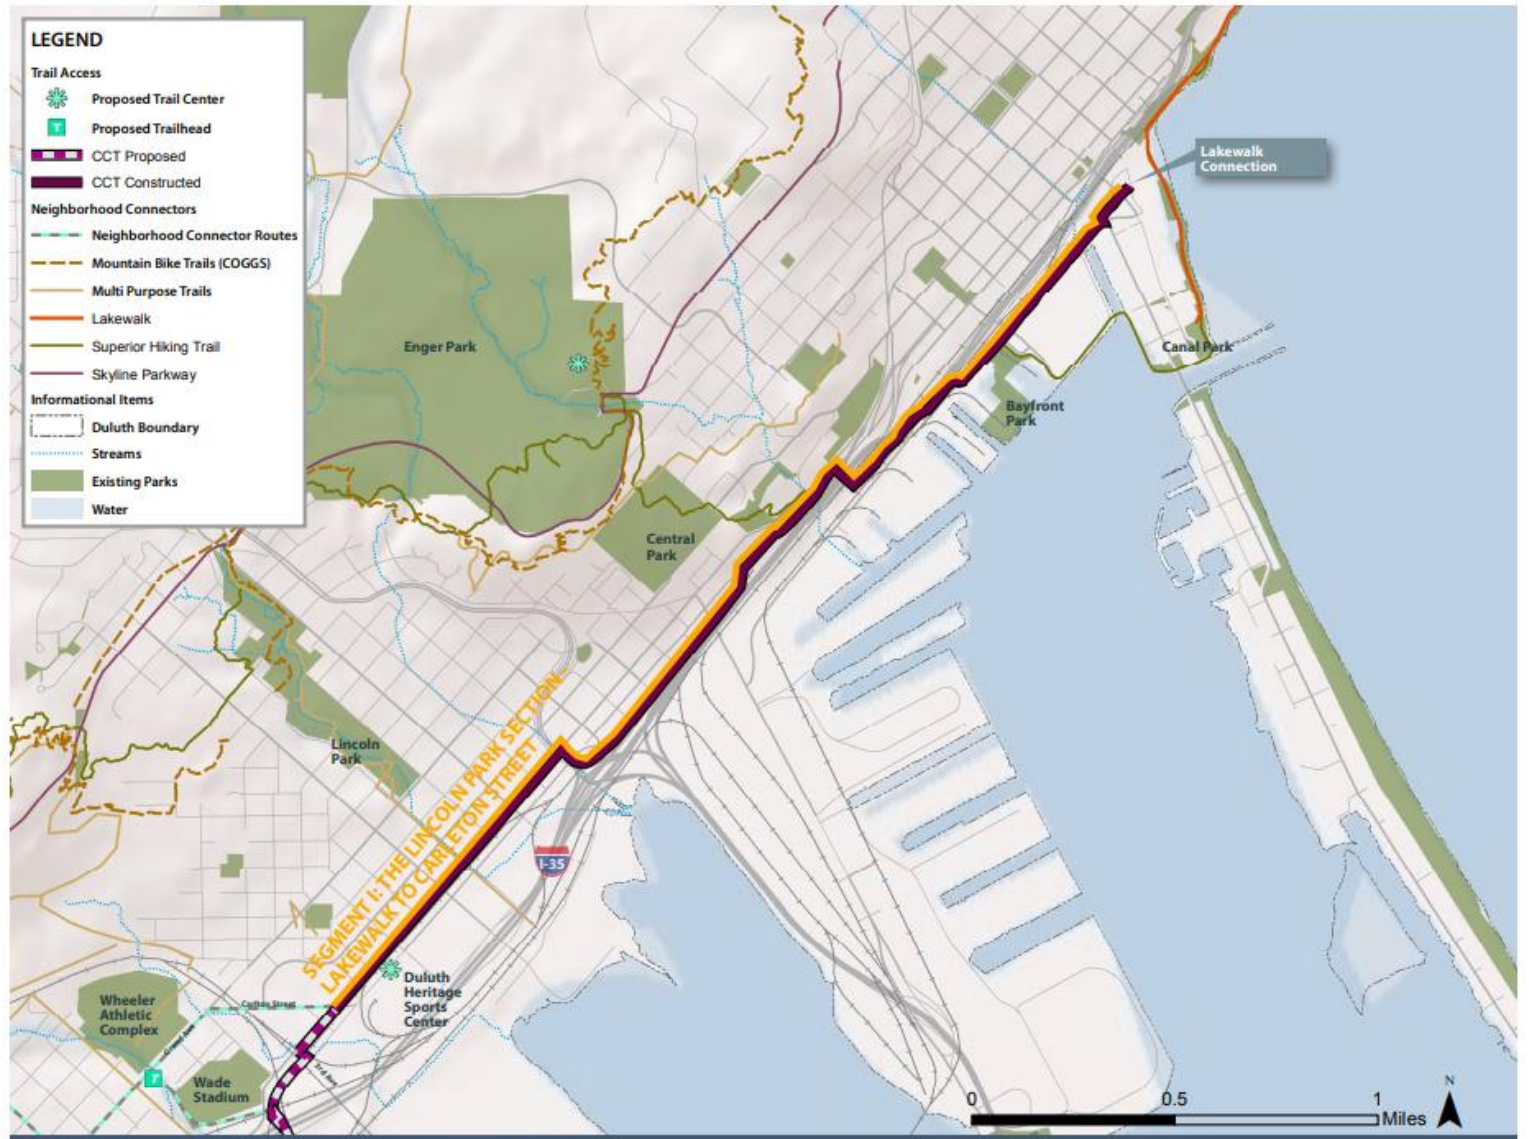 LEGEND
Trail Access
Proposed Trail Center
T
Proposed Trailhead
CCT Proposed
CCT Constructed
Neighborhood Connectors
Neighborhood Connector Routes
Mountain Bike Trails (COGGS)
Multi Purpose Trails
Lakewalk
Superior Hiking Trail
Skyline Parkway
Informational Items
Duluth Boundary
Streams
Existing Parks
Water
Lakewalk
Connection
Enger Park
Canal Park
Bayfront
Park
Central
Park
Lincoln
Park
SEGMENT I: THE LINCOLN PARK SECTION
LAKEWALK TO CARLETON STREET
I-35
Duluth
Heritage
Sports
Center
Wheeler
Athletic
Complex
Carlton Street
Grand Ave
T
Wade
Stadium
0
0.5
1
Miles
N